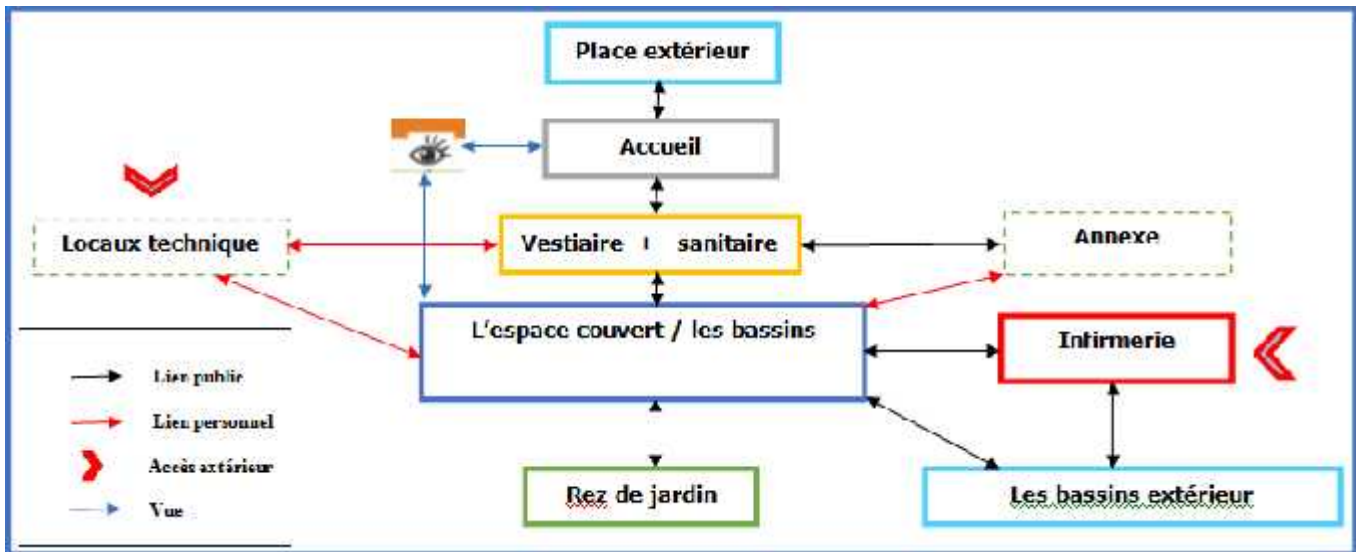 Place extérieur
Accueil
Locaux technique
Vestiaire + sanitaire
Annexe
L'espace couvert / les bassins
Infirmerie
Lien public
Lien personnel
Accès axtérieur
Vue
Rez de jardin
Les bassins extérieur